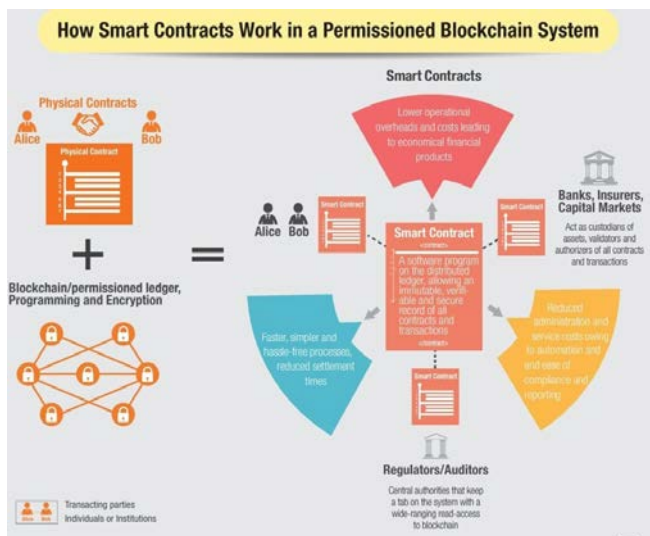 How Smart Contracts Work in a Permissioned Blockchain System
Physical Contracts
Alice
Bob
Physical Contract
Blockchain/permissioned ledger,
Programming and Encryption
Smart Contracts
Lower operational
overheads and costs leading
to economical financial
products
Alice
Bob
Smart Contract
Smart Contract
Banks, Insurers,
Capital Markets
Act as custodians of
assets, validators and
authorizers of all contracts
and transactions
Smart Contract
<contract>
A software program
on the distributed
ledger, allowing an
immutable, verifi-
able and secure
record of all
contracts and
transactions
</contract>
Faster, simpler and
hassle-free processes,
reduced settlement
times
Reduced
administration and
service costs owing
to automation and
end ease of
compliance and
reporting
Smart Contract
Regulators/Auditors
Central authorities that keep
a tab on the system with a
wide-ranging read-access
to blockchain
Alice
Bob
Transacting parties
Individuals or Institutions